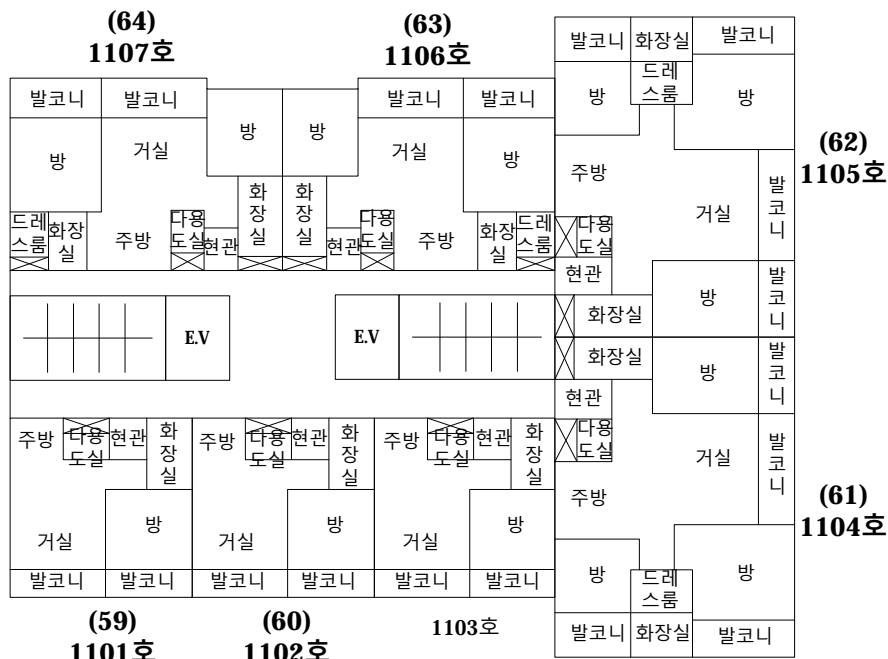 (64)
1107호
(63)
1106호
발코니
화장실
발코니
드레
스룸
방
방
발코니
발코니
발코니
발코니
방
방
방
거실
거실
방
(62)
1105호
주방
발
코
니
거실
드레
스룸
화장
실
주방
다용
도실
현관
화
장
실
화
장
실
현관
다용
도실
주방
화장
실
드레
스룸
다용
도실
현관
방
발
코
니
화장실
E.V
E.V
화장실
방
발
코
니
현관
주방
다용
도실
현관
화
장
실
주방
다용
도실
현관
화
장
실
주방
다용
도실
현관
화
장
실
다용
도실
거실
발
코
니
주방
(61)
1104호
거실
방
거실
방
거실
방
방
드레
스룸
방
발코니
발코니
발코니
발코니
발코니
발코니
발코니
화장실
발코니
(59)
1101호
(60)
1102호
1103호